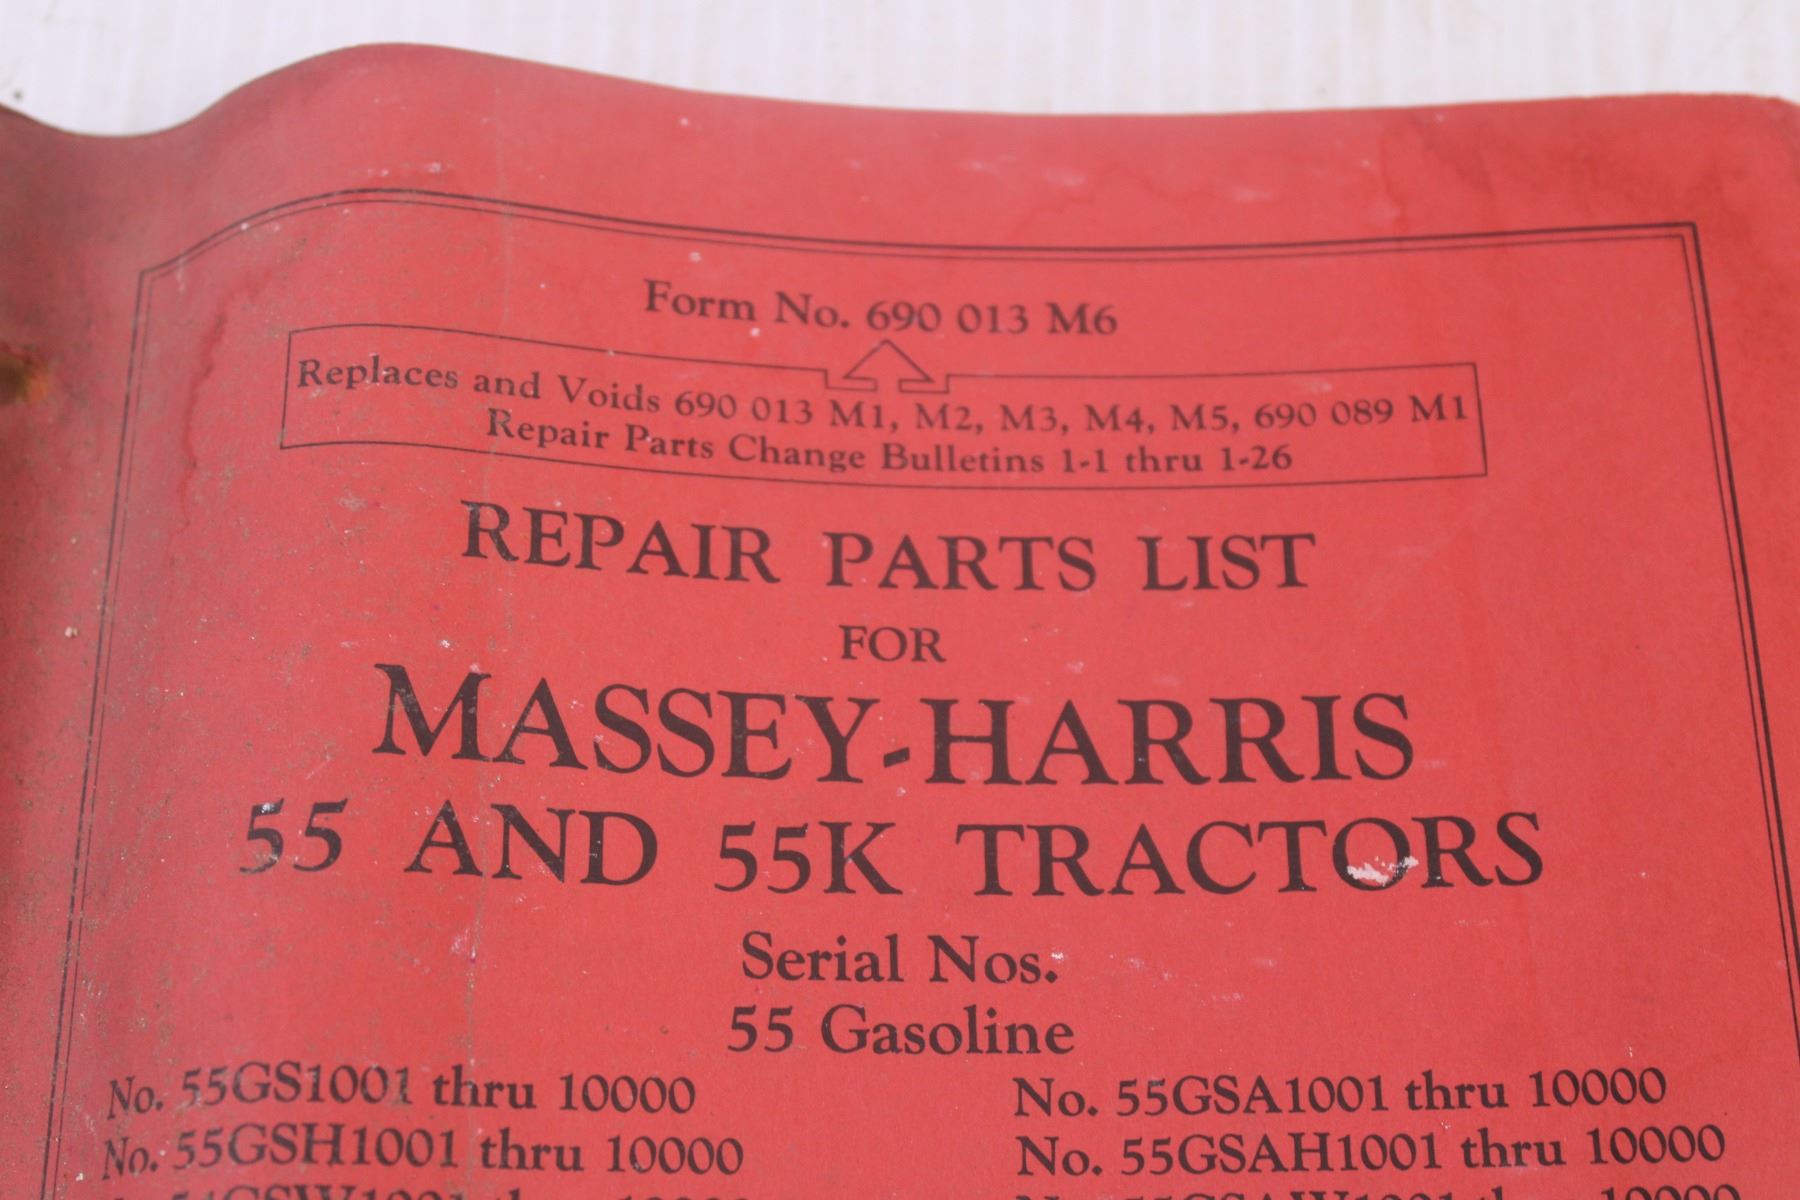 Form No. 690 013 M6
Replaces and Voids 690 013 M1, M2, M3, M4, M5, 690 089 M1
Repair Parts Change Bulletins 1-1 thru 1-26
REPAIR PARTS LIST
FOR
MASSEY-HARRIS
55 AND 55K TRACTORS
Serial Nos.
55 Gasoline
No. 55GS1001 thru 10000 No. 55GSA1001 thru 10000
No. 55GSH1001 thru 10000 No. 55GSAH1001 thru 10000